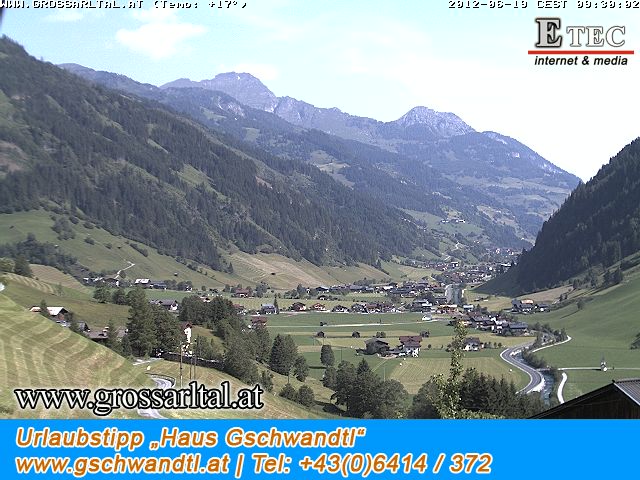 WWW.GROSSARLTAL.AT (Temp: +17°)
2012-06-19 CEST 09:30:02
ETEC
internet & media
www.grossarltal.at
Urlaubstipp „Haus Gschwandtl“
www.gschwandtl.at | Tel: +43(0)6414 / 372